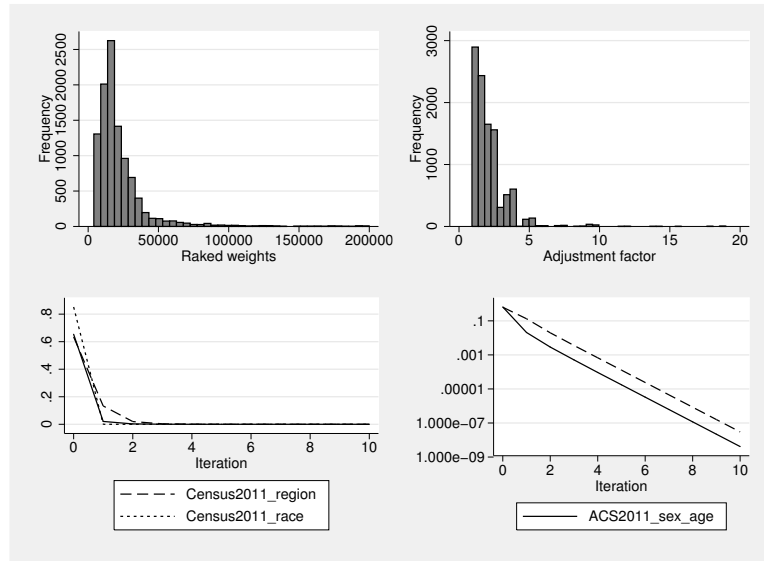 Frequency
0 500 1000 1500 2000 2500
0 50000 100000 150000 200000
Raked weights
Frequency
0 1000 2000 3000
0 5 10 15 20
Adjustment factor
0 .2 .4 .6 .8
0 2 4 6 8 10
Iteration
Census2011_region
Census2011_race
.1
.001
.00001
1.000e−07
1.000e−09
0 2 4 6 8 10
Iteration
ACS2011_sex_age